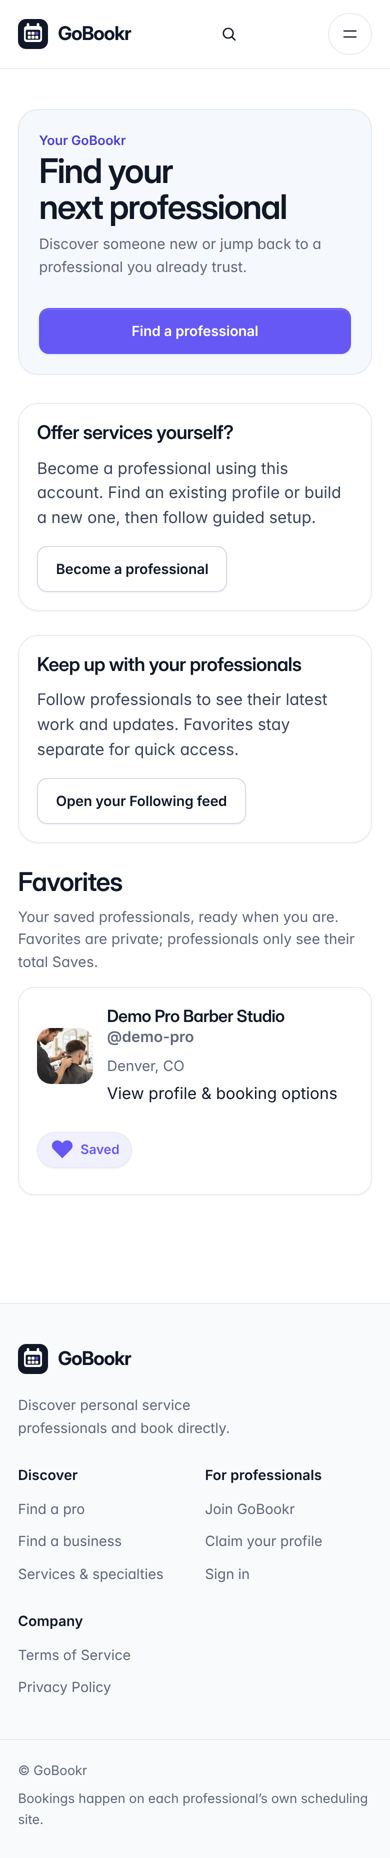 GoBookr
Your GoBookr
Find your
next professional
Discover someone new or jump back to a
professional you already trust.
Find a professional
Offer services yourself?
Become a professional using this
account. Find an existing profile or build
a new one, then follow guided setup.
Become a professional
Keep up with your professionals
Follow professionals to see their latest
work and updates. Favorites stay
separate for quick access.
Open your Following feed
Favorites
Your saved professionals, ready when you are.
Favorites are private; professionals only see their
total Saves.
Demo Pro Barber Studio
@demo-pro
Denver, CO
View profile & booking options
Saved
GoBookr
Discover personal service
professionals and book directly.
Discover
Find a pro
Find a business
Services & specialties
For professionals
Join GoBookr
Claim your profile
Sign in
Company
Terms of Service
Privacy Policy
© GoBookr
Bookings happen on each professional’s own scheduling
site.